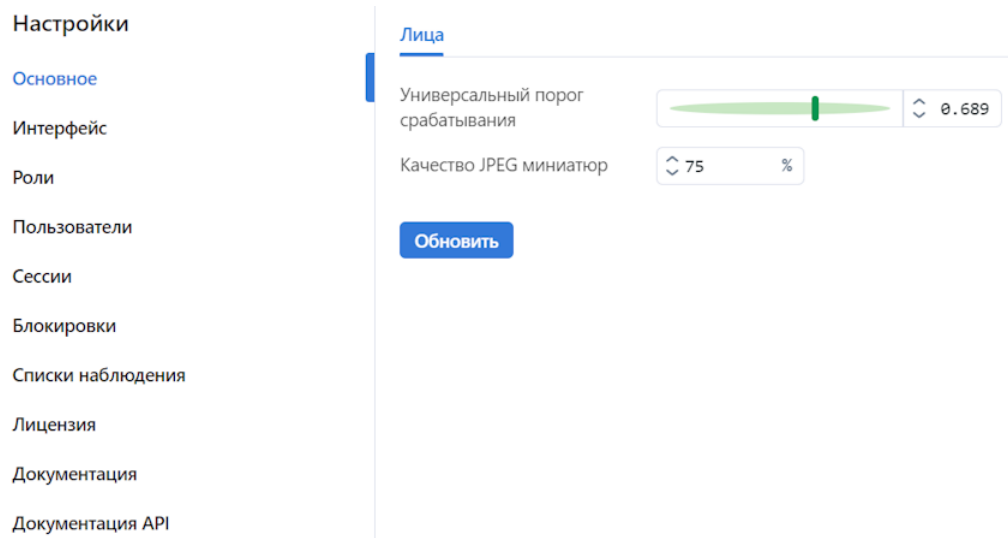 Настройки
Основное
Интерфейс
Роли
Пользователи
Сессии
Блокировки
Списки наблюдения
Лицензия
Документация
Документация API
Лица
Универсальный порог
срабатывания
0.689
Качество JPEG миниатюр
75 %
Обновить